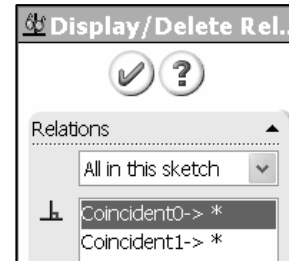 Display/Delete Rel..
?
Relations
All in this sketch
Coincident0-> *
Coincident1-> *